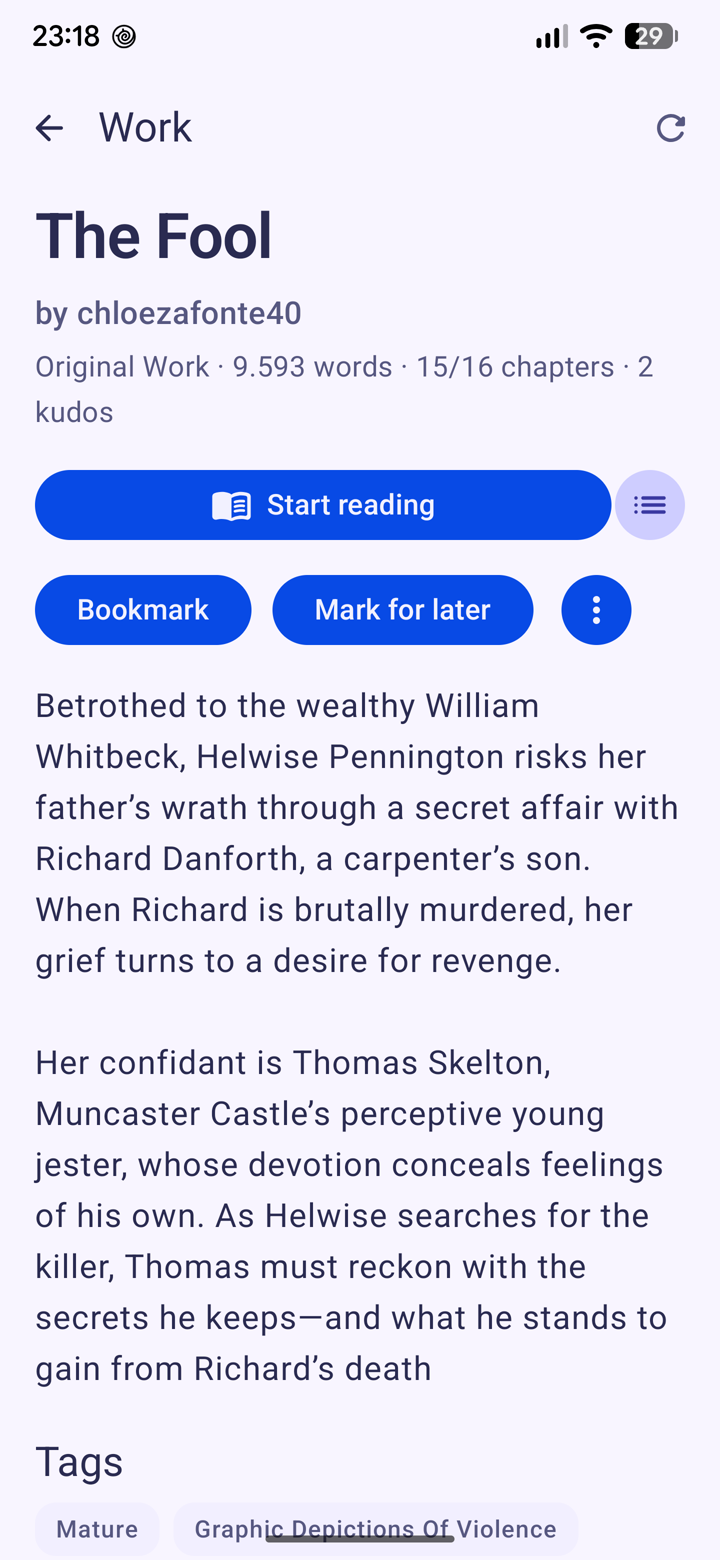 23:18
29
Work
The Fool
by chloezafonte40
Original Work · 9.593 words · 15/16 chapters · 2
kudos
Start reading
Bookmark
Mark for later
Betrothed to the wealthy William
Whitbeck, Helwise Pennington risks her
father’s wrath through a secret affair with
Richard Danforth, a carpenter’s son.
When Richard is brutally murdered, her
grief turns to a desire for revenge.
Her confidant is Thomas Skelton,
Muncaster Castle’s perceptive young
jester, whose devotion conceals feelings
of his own. As Helwise searches for the
killer, Thomas must reckon with the
secrets he keeps—and what he stands to
gain from Richard’s death
Tags
Mature
Graphic Depictions Of Violence